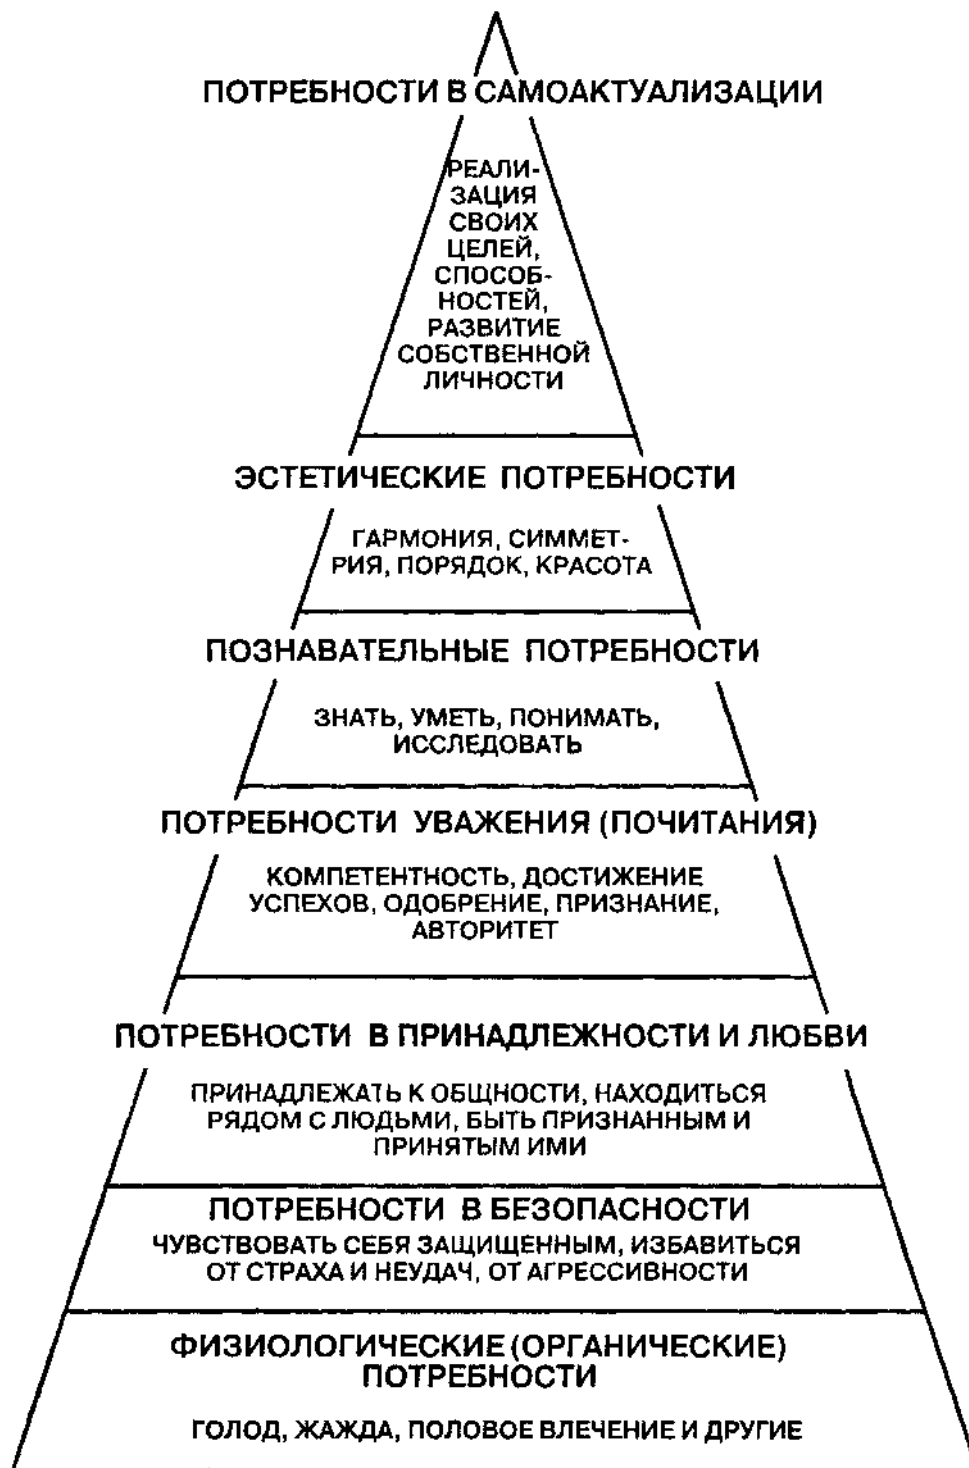 ПОТРЕБНОСТИ В САМОАКТУАЛИЗАЦИИ
РЕАЛИ-
ЗАЦИЯ
СВОИХ
ЦЕЛЕЙ,
СПОСОБ-
НОСТЕЙ,
РАЗВИТИЕ
СОБСТВЕННОЙ
ЛИЧНОСТИ
ЭСТЕТИЧЕСКИЕ ПОТРЕБНОСТИ
ГАРМОНИЯ, СИММЕТ-
РИЯ, ПОРЯДОК, КРАСОТА
ПОЗНАВАТЕЛЬНЫЕ ПОТРЕБНОСТИ
ЗНАТЬ, УМЕТЬ, ПОНИМАТЬ,
ИССЛЕДОВАТЬ
ПОТРЕБНОСТИ УВАЖЕНИЯ (ПОЧИТАНИЯ)
КОМПЕТЕНТНОСТЬ, ДОСТИЖЕНИЕ
УСПЕХОВ, ОДОБРЕНИЕ, ПРИЗНАНИЕ,
АВТОРИТЕТ
ПОТРЕБНОСТИ В ПРИНАДЛЕЖНОСТИ И ЛЮБВИ
ПРИНАДЛЕЖАТЬ К ОБЩНОСТИ, НАХОДИТЬСЯ
РЯДОМ С ЛЮДЬМИ, БЫТЬ ПРИЗНАННЫМ И
ПРИНЯТЫМ ИМИ
ПОТРЕБНОСТИ В БЕЗОПАСНОСТИ
ЧУВСТВОВАТЬ СЕБЯ ЗАЩИЩЕННЫМ, ИЗБАВИТЬСЯ
ОТ СТРАХА И НЕУДАЧ, ОТ АГРЕССИВНОСТИ
ФИЗИОЛОГИЧЕСКИЕ (ОРГАНИЧЕСКИЕ)
ПОТРЕБНОСТИ
ГОЛОД, ЖАЖДА, ПОЛОВОЕ ВЛЕЧЕНИЕ И ДРУГИЕ